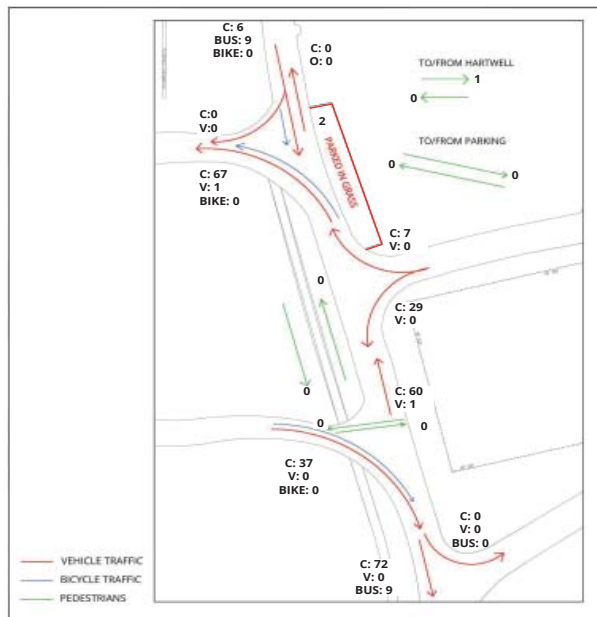 C: 6
BUS: 9
BIKE: 0
C: 0
O: 0
TO/FROM HARTWELL
1
0
C:0
V:0
2
PARKED IN GRASS
TO/FROM PARKING
0
0
C: 67
V: 1
BIKE: 0
C: 7
V: 0
0
C: 29
V: 0
0
C: 60
V: 1
0
0
C: 37
V: 0
BIKE: 0
C: 0
V: 0
BUS: 0
VEHICLE TRAFFIC
BICYCLE TRAFFIC
PEDESTRIANS
C: 72
V: 0
BUS: 9